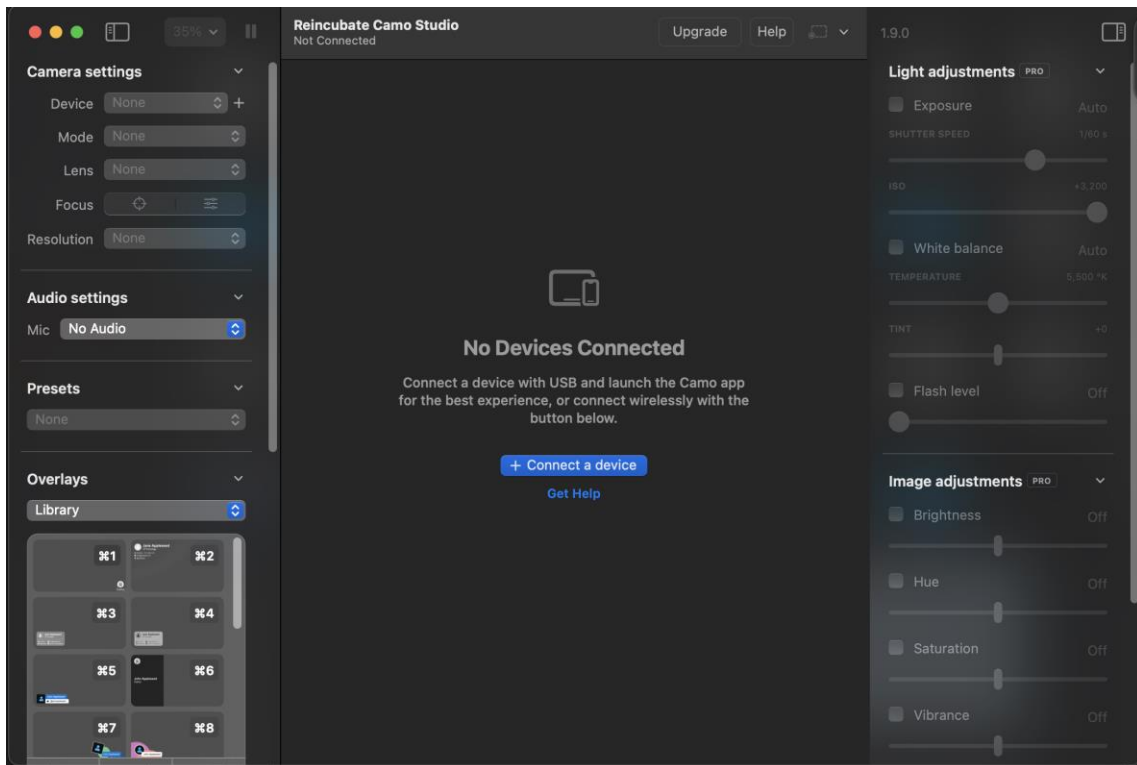 35%
Reincubate Camo Studio
Not Connected
Upgrade
Help
1.9.0
Camera settings
Device None +
Mode None
Lens None
Focus
Resolution None
Audio settings
Mic No Audio
Presets
None
Overlays
Library
⌘1 ⌘2
⌘3 ⌘4
⌘5 ⌘6
⌘7 ⌘8
No Devices Connected
Connect a device with USB and launch the Camo app
for the best experience, or connect wirelessly with the
button below.
+ Connect a device
Get Help
Light adjustments PRO
Exposure Auto
SHUTTER SPEED 1/60 s
ISO +3,200
White balance Auto
TEMPERATURE 5,500 °K
TINT +0
Flash level Off
Image adjustments PRO
Brightness Off
Hue Off
Saturation Off
Vibrance Off